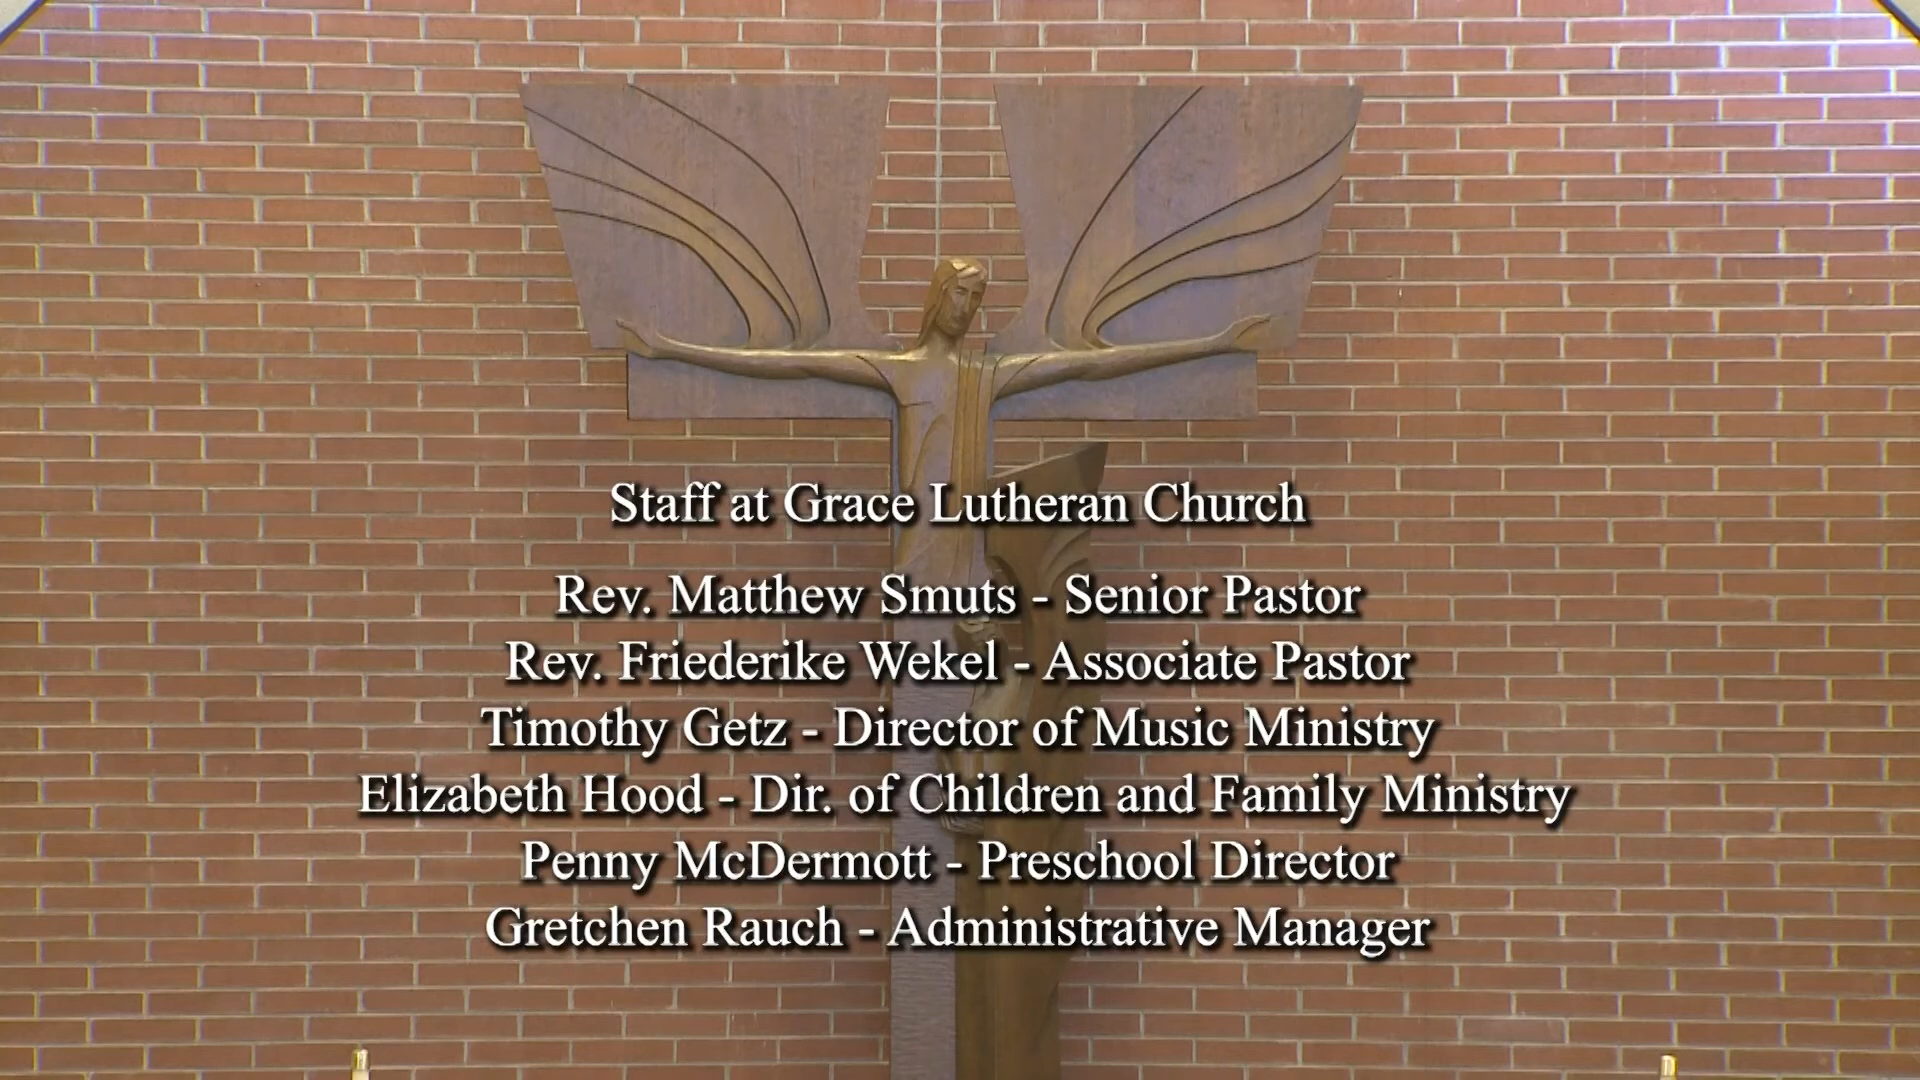 Staff at Grace Lutheran Church
Rev. Matthew Smuts - Senior Pastor
Rev. Friederike Wekel - Associate Pastor
Timothy Getz - Director of Music Ministry
Elizabeth Hood - Dir. of Children and Family Ministry
Penny McDermott - Preschool Director
Gretchen Rauch - Administrative Manager